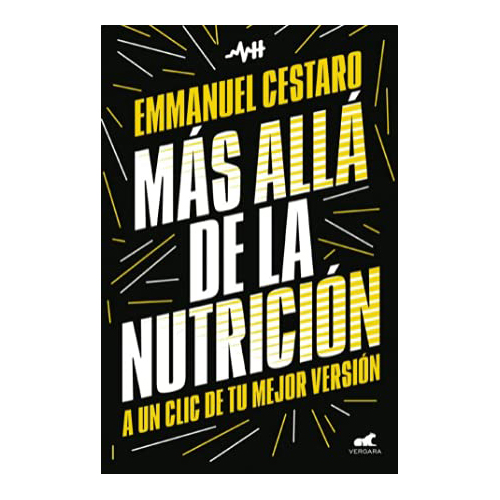 EMMANUEL CESTARO
MÁS ALLÁ
DE LA
NUTRICIÓN
A UN CLIC DE TU MEJOR VERSIÓN
VERGARA